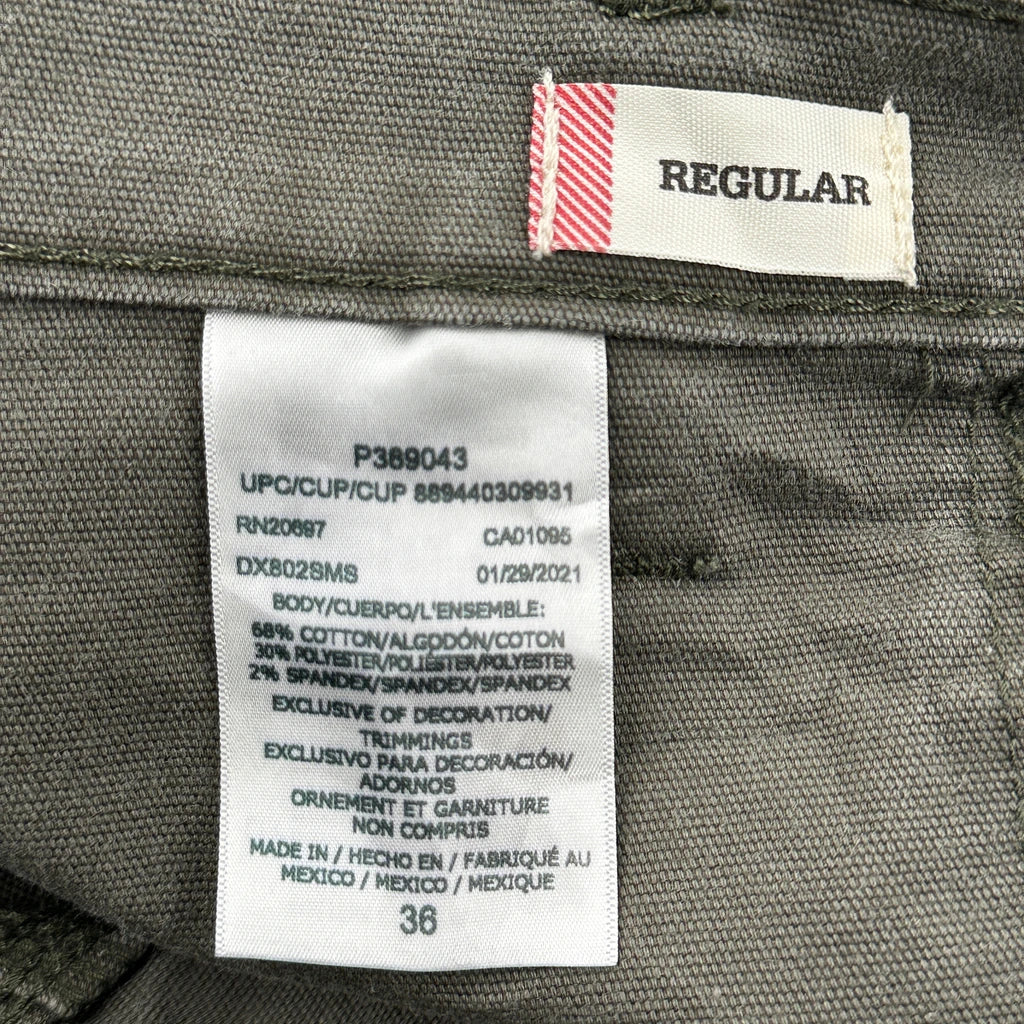 REGULAR
P389043
UPC/CUP/CUP 889440309931
RN20697 CA01095
DX802SMS 01/29/2021
BODY/CUERPO/L'ENSEMBLE:
68% COTTON/ALGODÓN/COTON
30% POLYESTER/POLIÉSTER/POLYESTER
2% SPANDEX/SPANDEX/SPANDEX
EXCLUSIVE OF DECORATION/
TRIMMINGS
EXCLUSIVO PARA DECORACIÓN/
ADORNOS
ORNEMENT ET GARNITURE
NON COMPRIS
MADE IN / HECHO EN / FABRIQUÉ AU
MEXICO / MEXICO / MEXIQUE
36